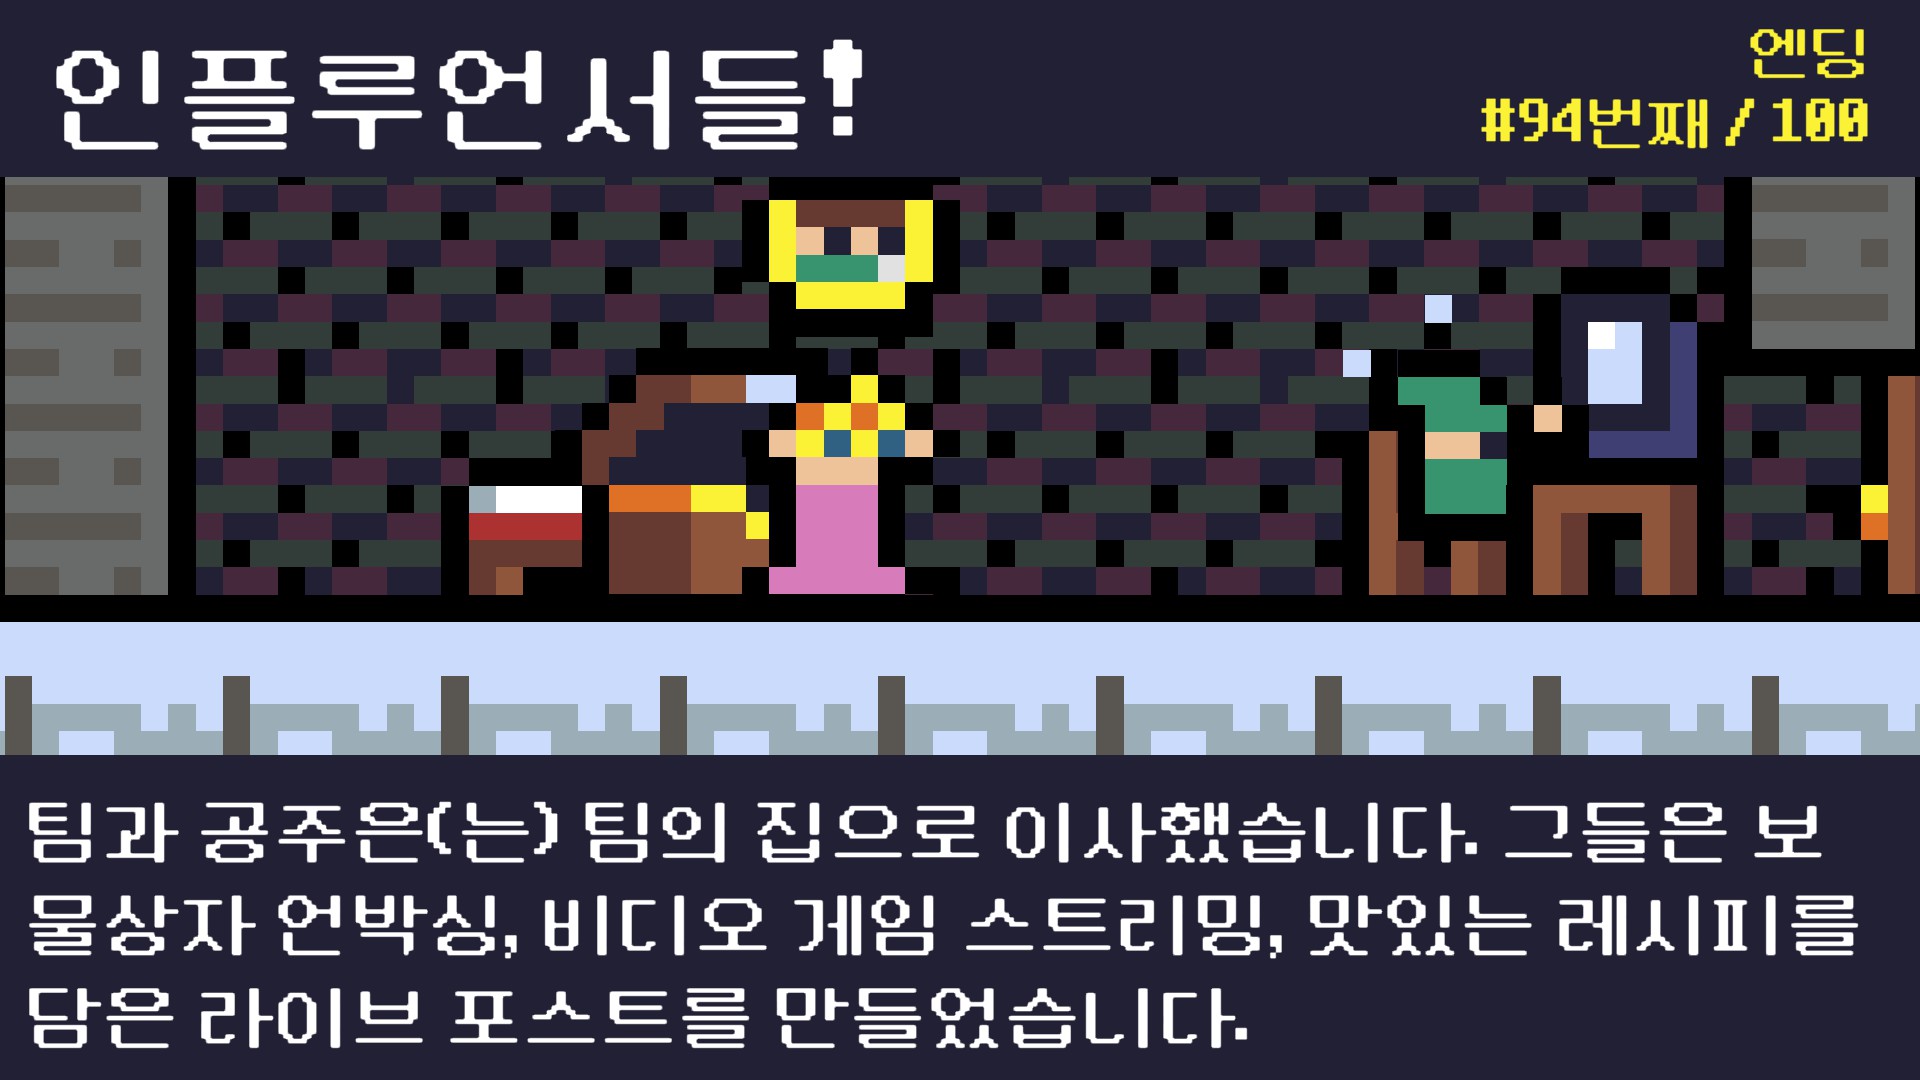 인플루언서들!
엔딩
#94번째 / 100
팀과 공주은(는) 팀의 집으로 이사했습니다. 그들은 보
물상자 언박싱, 비디오 게임 스트리밍, 맛있는 레시피를
담은 라이브 포스트를 만들었습니다.